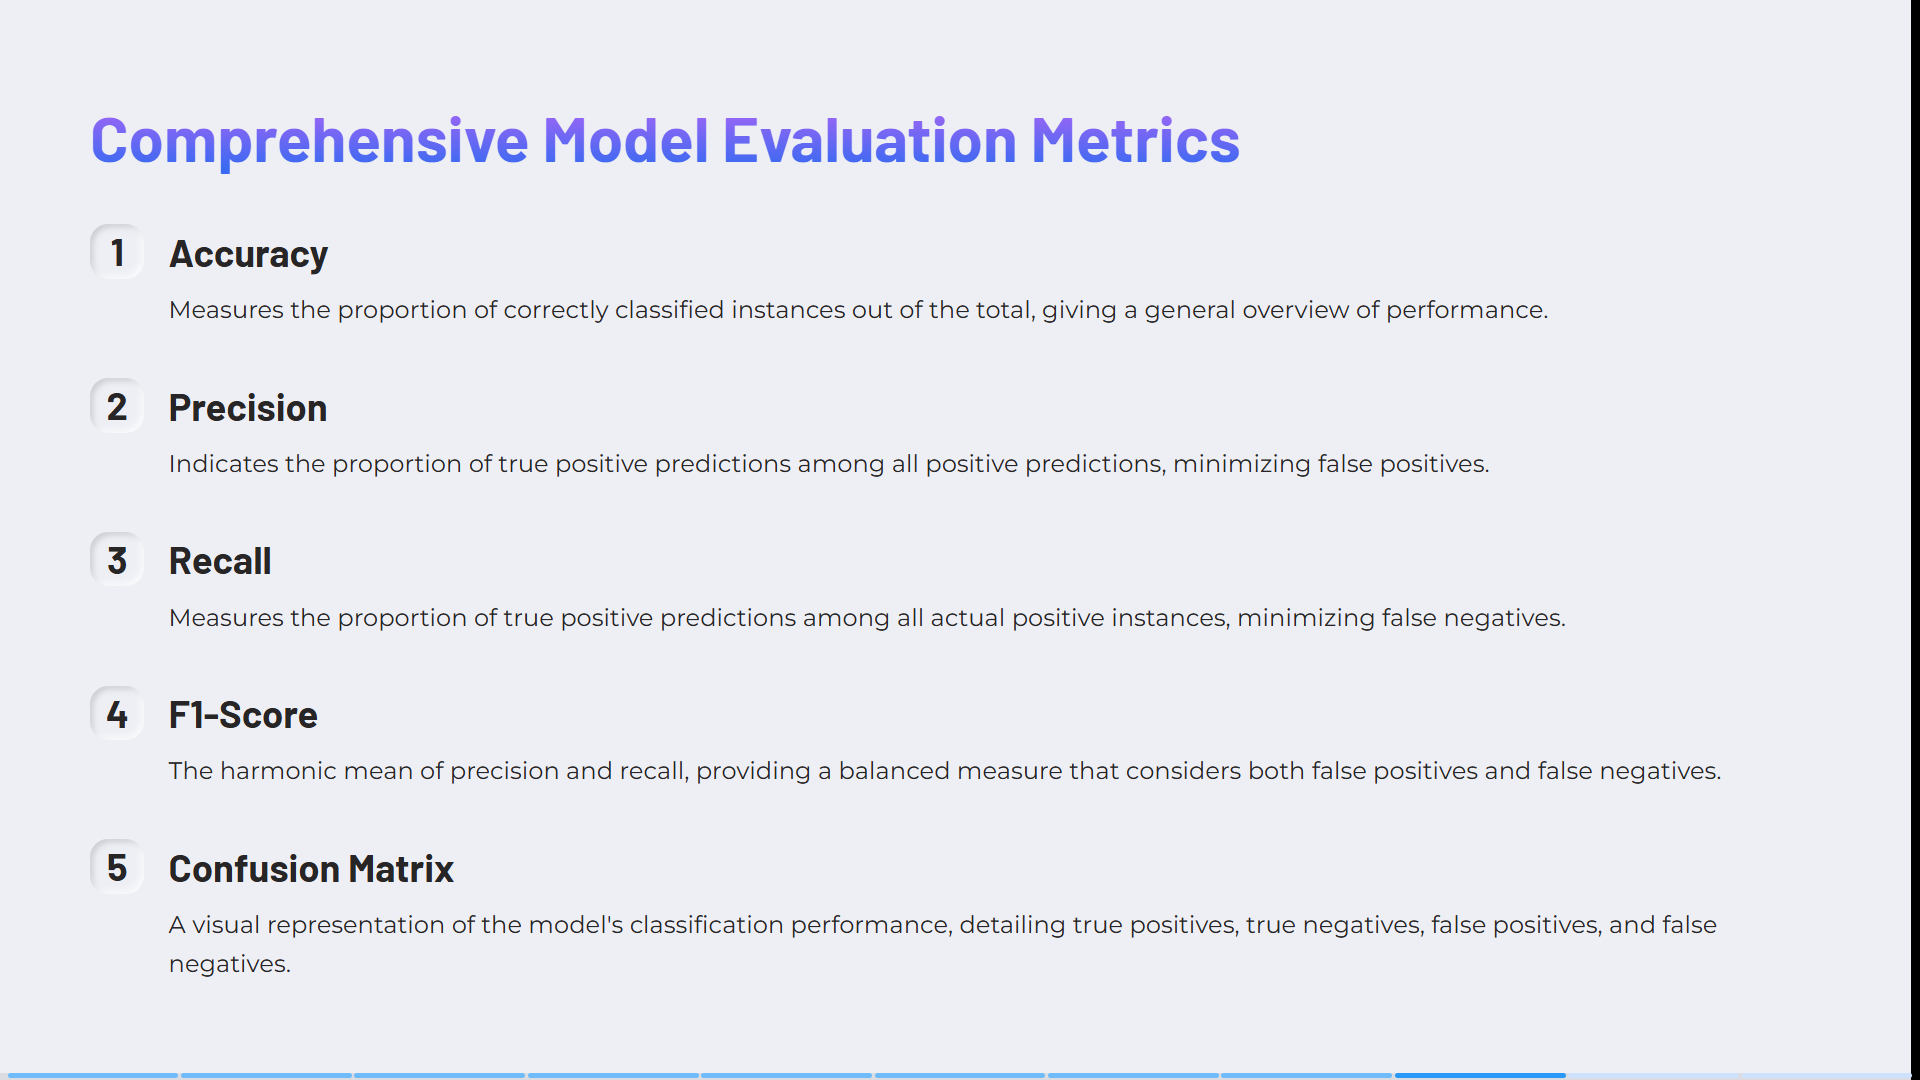 Comprehensive Model Evaluation Metrics
1 Accuracy
Measures the proportion of correctly classified instances out of the total, giving a general overview of performance.
2 Precision
Indicates the proportion of true positive predictions among all positive predictions, minimizing false positives.
3 Recall
Measures the proportion of true positive predictions among all actual positive instances, minimizing false negatives.
4 F1-Score
The harmonic mean of precision and recall, providing a balanced measure that considers both false positives and false negatives.
5 Confusion Matrix
A visual representation of the model's classification performance, detailing true positives, true negatives, false positives, and false
negatives.